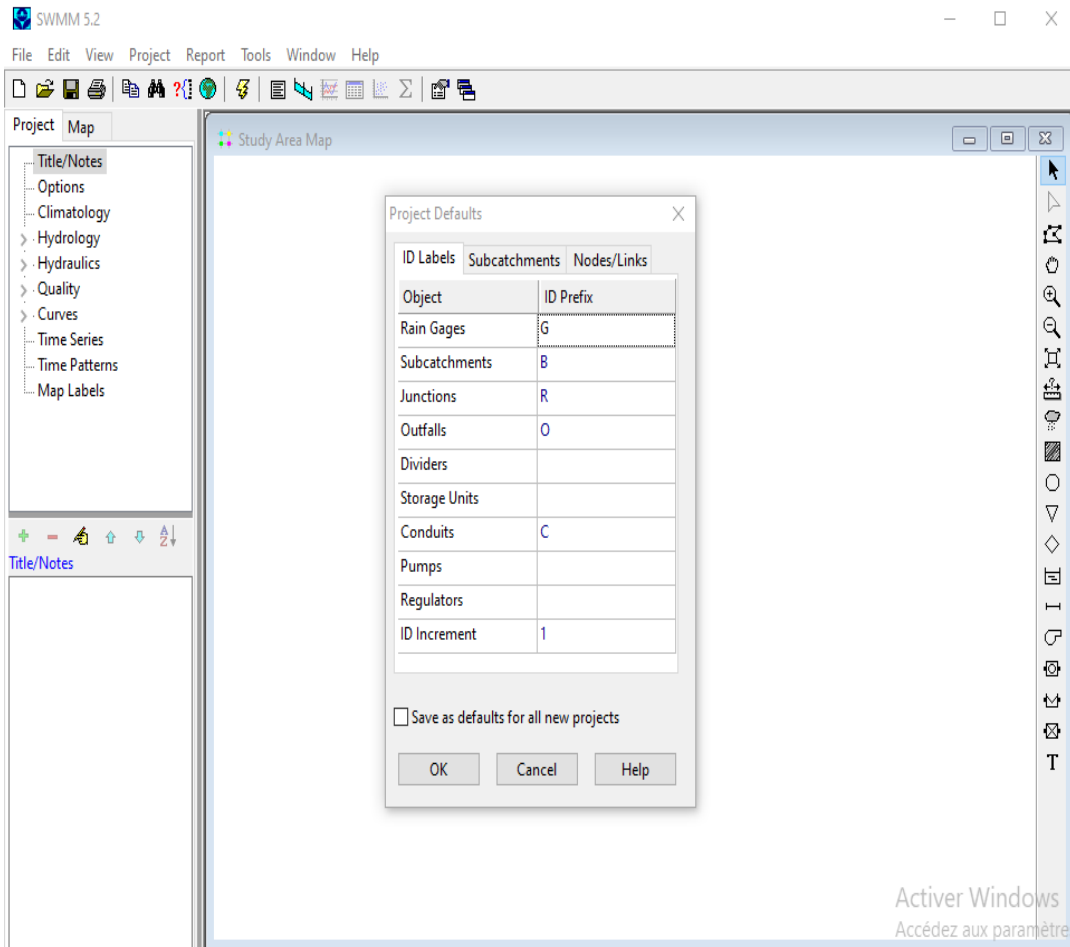 SWMM 5.2
File Edit View Project Report Tools Window Help
Project Map
Title/Notes
Options
Climatology
Hydrology
Hydraulics
Quality
Curves
Time Series
Time Patterns
Map Labels
Title/Notes
Study Area Map
Project Defaults
ID Labels Subcatchments Nodes/Links
Object ID Prefix
Rain Gages G
Subcatchments B
Junctions R
Outfalls O
Dividers
Storage Units
Conduits C
Pumps
Regulators
ID Increment 1
Save as defaults for all new projects
OK Cancel Help
T
Activer Windows
Accédez aux paramètre